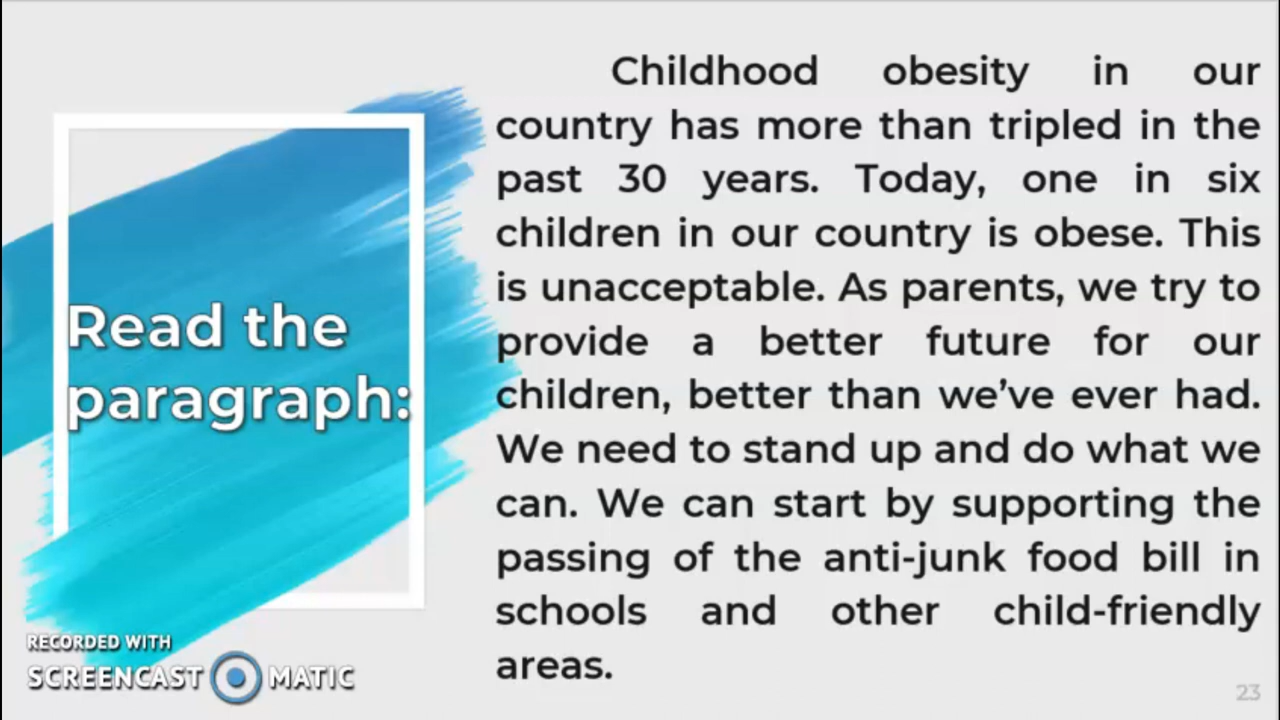 Read the
paragraph:
Childhood obesity in our
country has more than tripled in the
past 30 years. Today, one in six
children in our country is obese. This
is unacceptable. As parents, we try to
provide a better future for our
children, better than we’ve ever had.
We need to stand up and do what we
can. We can start by supporting the
passing of the anti-junk food bill in
schools and other child-friendly
areas.
RECORDED WITH
SCREENCAST MATIC
23